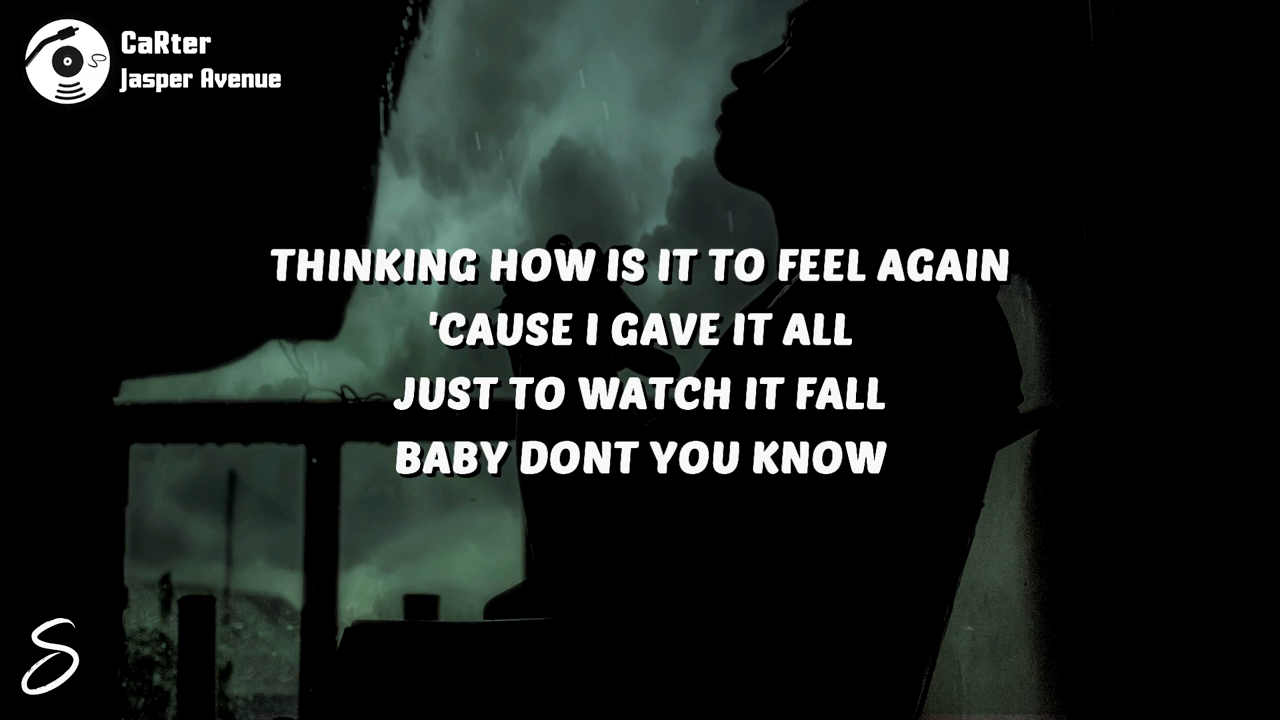 CaRter
Jasper Avenue
THINKING HOW IS IT TO FEEL AGAIN
'CAUSE I GAVE IT ALL
JUST TO WATCH IT FALL
BABY DONT YOU KNOW
S